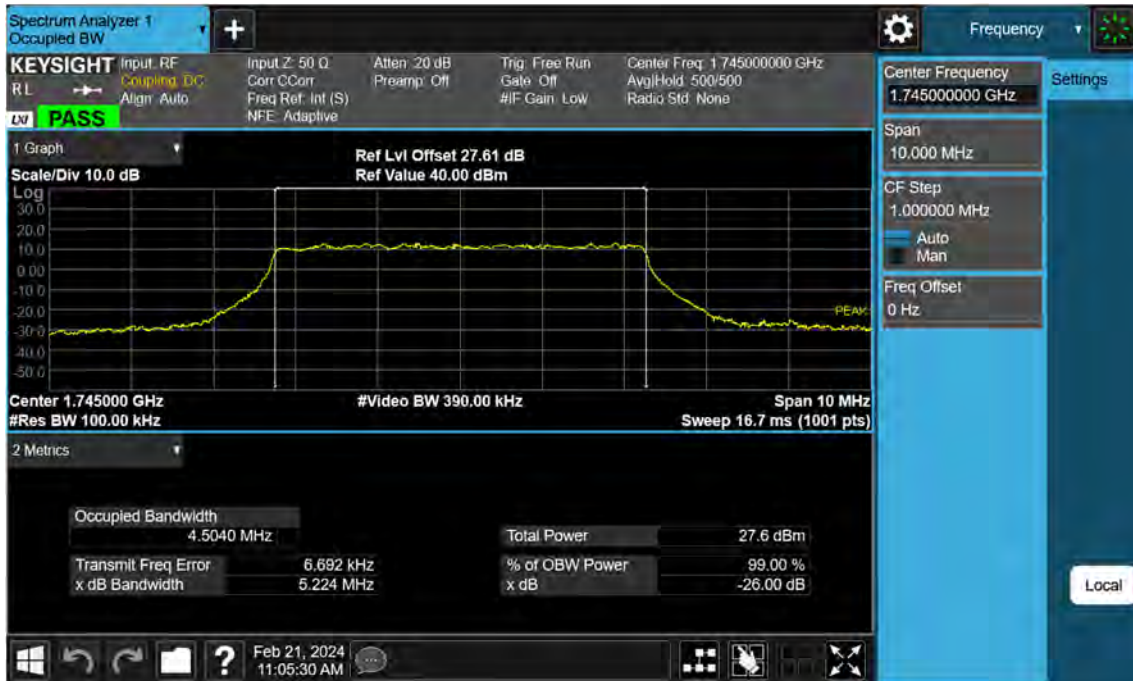 Spectrum Analyzer 1
Occupied BW
+
Frequency
KEYSIGHT
RL
LXI
PASS
Input: RF
Coupling: DC
Align: Auto
Input Z: 50 Ω
Corr CCorr
Freq Ref: Int (S)
NFE: Adaptive
Atten: 20 dB
Preamp: Off
Trig: Free Run
Gate: Off
#IF Gain: Low
Center Freq: 1.745000000 GHz
Avg|Hold: 500/500
Radio Std: None
1 Graph
Scale/Div 10.0 dB
Ref Lvl Offset 27.61 dB
Ref Value 40.00 dBm
Log
30.0
20.0
10.0
0.00
-10.0
-20.0
-30.0
-40.0
-50.0
PEAK
Center 1.745000 GHz
#Video BW 390.00 kHz
Span 10 MHz
#Res BW 100.00 kHz
Sweep 16.7 ms (1001 pts)
2 Metrics
Occupied Bandwidth
4.5040 MHz
Total Power 27.6 dBm
Transmit Freq Error 6.692 kHz
% of OBW Power 99.00 %
x dB Bandwidth 5.224 MHz
x dB -26.00 dB
Center Frequency
1.745000000 GHz
Settings
Span
10.000 MHz
CF Step
1.000000 MHz
Auto
Man
Freq Offset
0 Hz
Local
?
Feb 21, 2024
11:05:30 AM